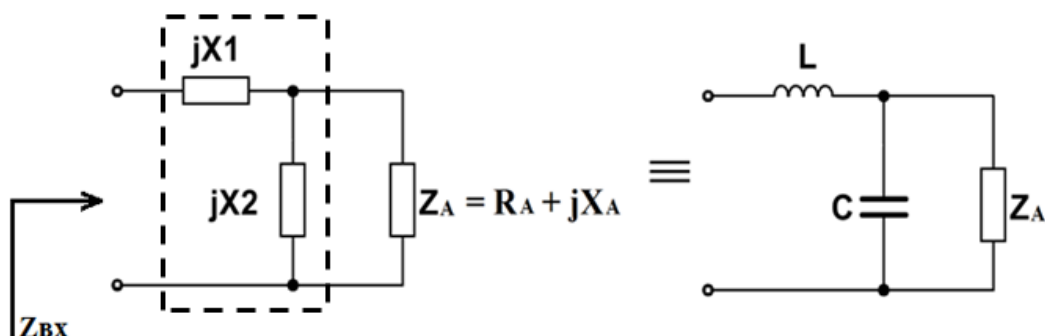 jX1
jX2
ZA = RA + jXA
≡
L
C
ZA
ZBX